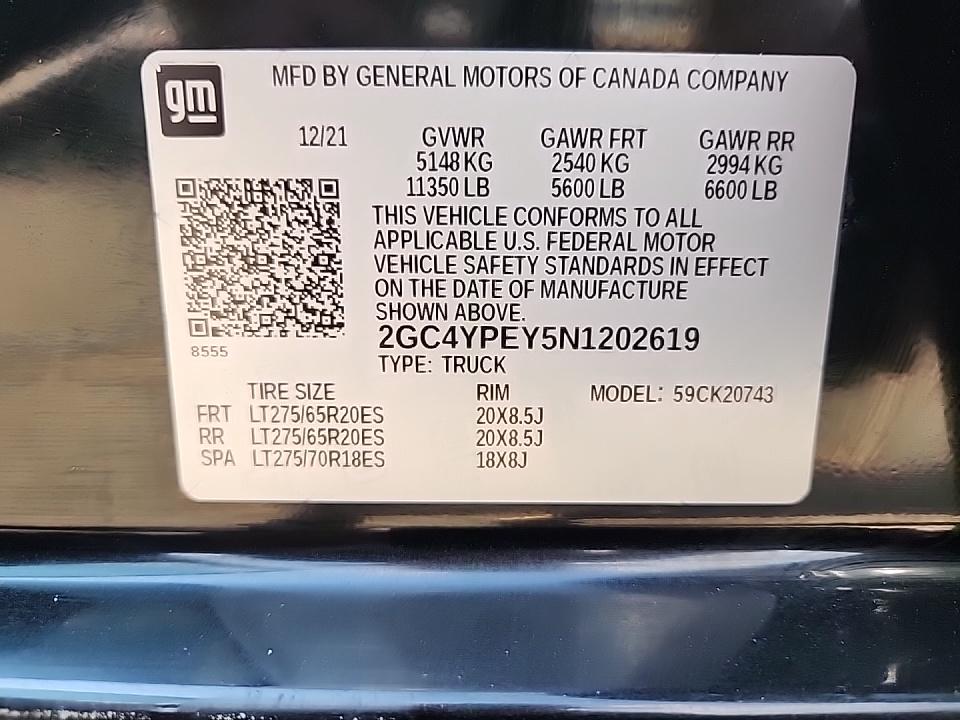 gm
MFD BY GENERAL MOTORS OF CANADA COMPANY
12/21 GVWR GAWR FRT GAWR RR
5148 KG 2540 KG 2994 KG
11350 LB 5600 LB 6600 LB
THIS VEHICLE CONFORMS TO ALL
APPLICABLE U.S. FEDERAL MOTOR
VEHICLE SAFETY STANDARDS IN EFFECT
ON THE DATE OF MANUFACTURE
SHOWN ABOVE.
2GC4YPEY5N1202619
8555
TYPE: TRUCK
TIRE SIZE RIM MODEL: 59CK20743
FRT LT275/65R20ES 20X8.5J
RR LT275/65R20ES 20X8.5J
SPA LT275/70R18ES 18X8J